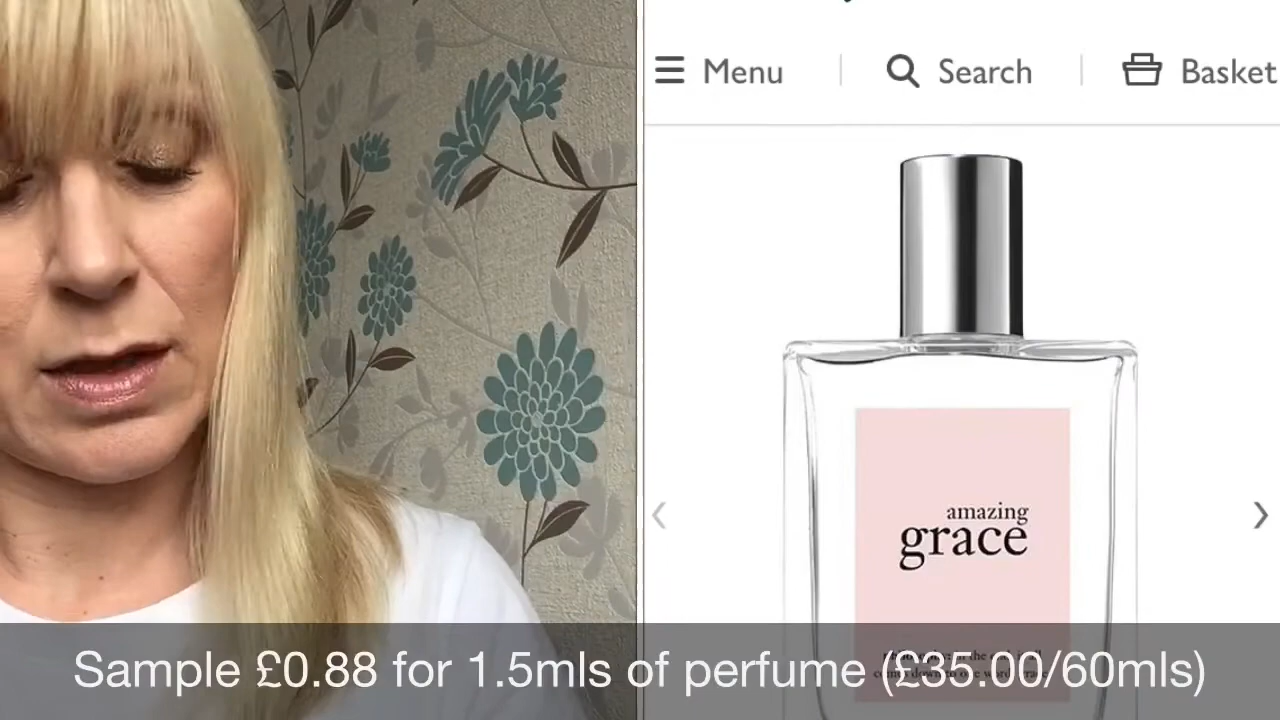 Menu
Search
Basket
amazing
grace
Sample £0.88 for 1.5mls of perfume (£35.00/60mls)